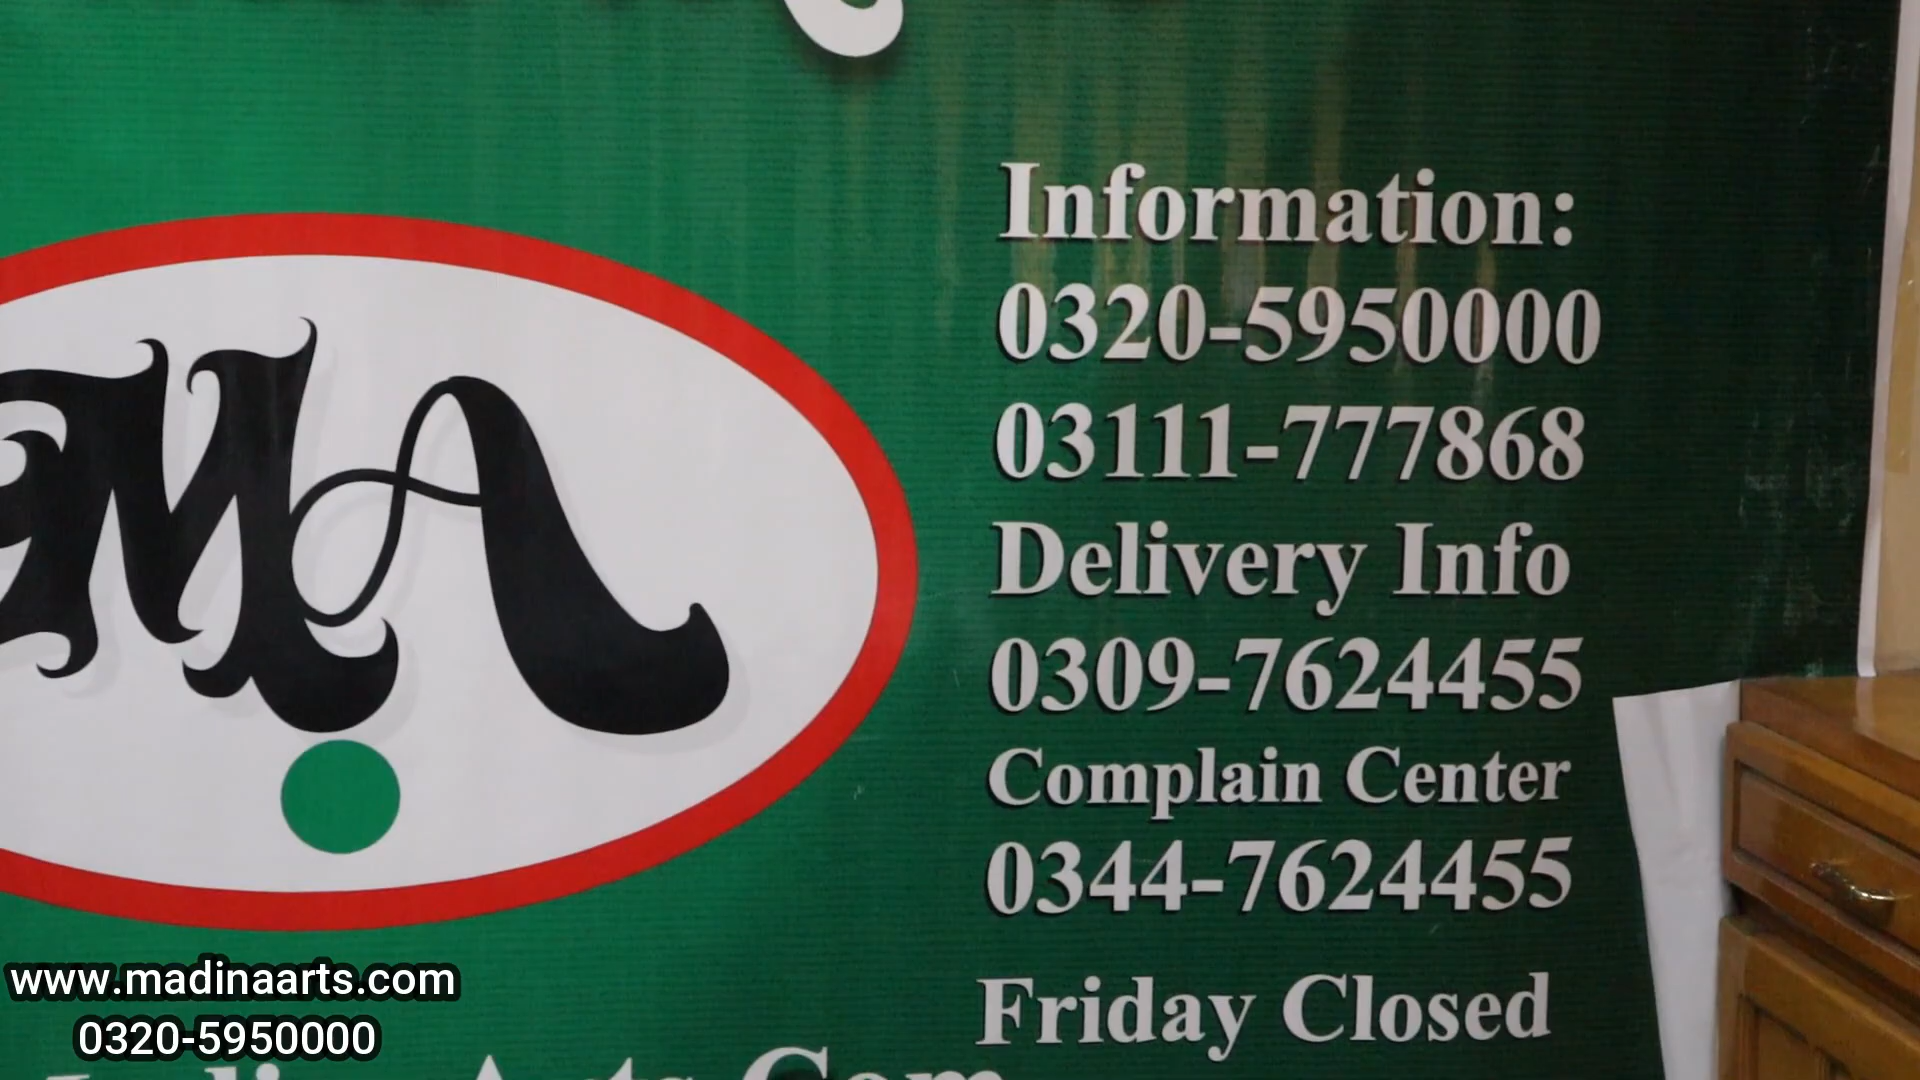 Information:
0320-5950000
03111-777868
Delivery Info
0309-7624455
Complain Center
0344-7624455
Friday Closed
MA
www.madinaarts.com
0320-5950000